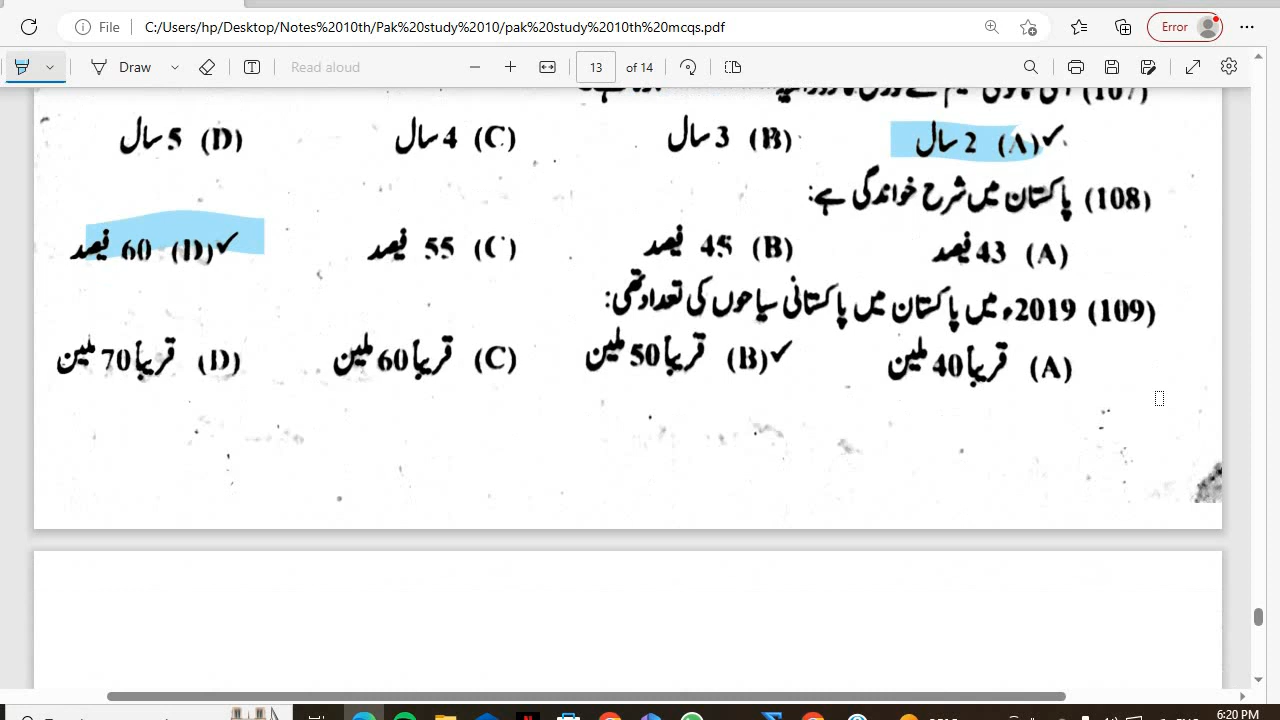 File C:/Users/hp/Desktop/Notes%2010th/Pak%20study%2010/pak%20study%2010th%20mcqs.pdf Error
Draw Read aloud 13 of 14
(107)
✓(A) 2 سال (B) 3 سال (C) 4 سال (D) 5 سال
(108) پاکستان میں شرح خواندگی ہے:
(A) 43 فیصد (B) 45 فیصد (C) 55 فیصد ✓(D) 60 فیصد
(109) 2019ء میں پاکستان میں پاکستانی سیاحوں کی تعداد تھی:
(A) قریباً 40 ملین ✓(B) قریباً 50 ملین (C) قریباً 60 ملین (D) قریباً 70 ملین
6:20 PM